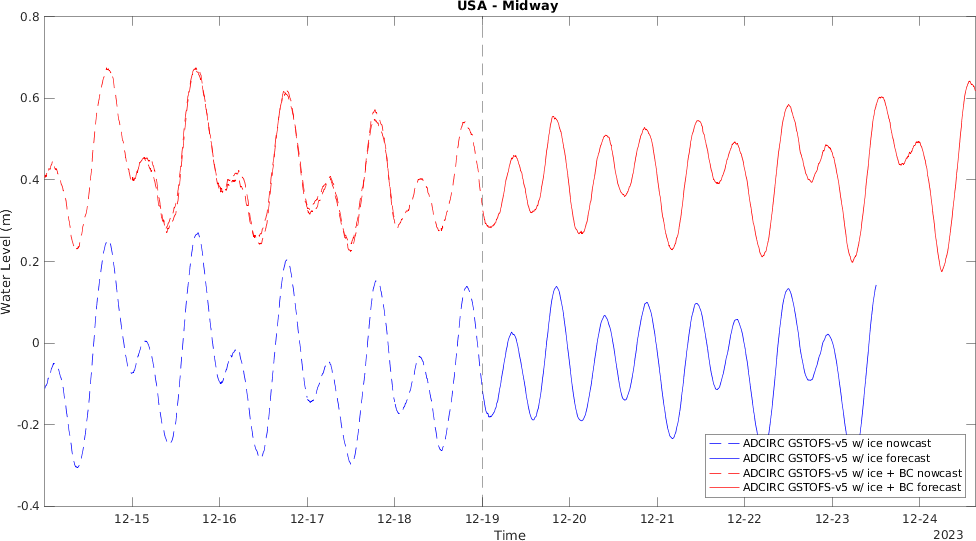 USA - Midway
0.8
0.6
0.4
0.2
0
-0.2
-0.4
Water Level (m)
12-15 12-16 12-17 12-18 12-19 12-20 12-21 12-22 12-23 12-24
Time
2023
ADCIRC GSTOFS-v5 w/ ice nowcast
ADCIRC GSTOFS-v5 w/ ice forecast
ADCIRC GSTOFS-v5 w/ ice + BC nowcast
ADCIRC GSTOFS-v5 w/ ice + BC forecast